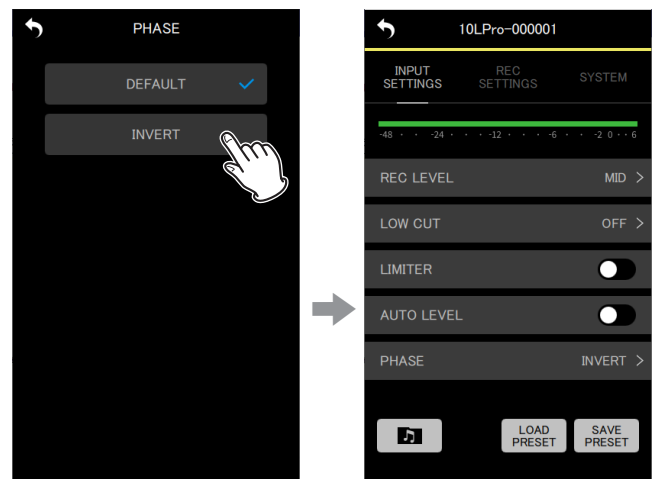 PHASE
DEFAULT
INVERT
10LPro-000001
INPUT
SETTINGS
REC
SETTINGS
SYSTEM
-48 · · -24 · · -12 · · · -6 · · -2 0 · · 6
REC LEVEL MID >
LOW CUT OFF >
LIMITER
AUTO LEVEL
PHASE INVERT >
LOAD
PRESET
SAVE
PRESET